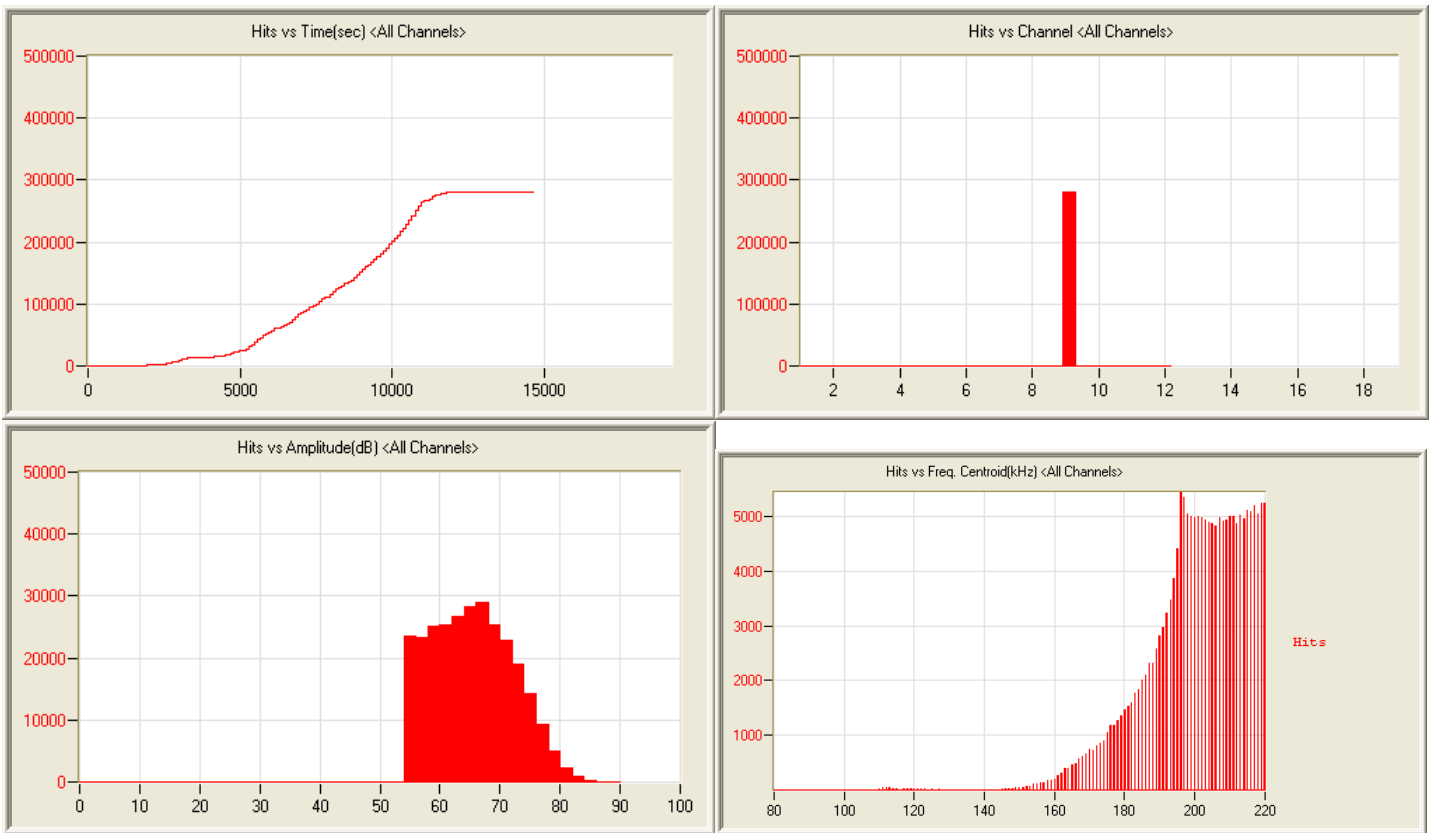 Hits vs Time(sec) <All Channels>
500000
400000
300000
200000
100000
0
0 5000 10000 15000
Hits vs Channel <All Channels>
500000
400000
300000
200000
100000
0
2 4 6 8 10 12 14 16 18
Hits vs Amplitude(dB) <All Channels>
50000
40000
30000
20000
10000
0
0 10 20 30 40 50 60 70 80 90 100
Hits vs Freq. Centroid(kHz) <All Channels>
5000
4000
3000
2000
1000
80 100 120 140 160 180 200 220
Hits